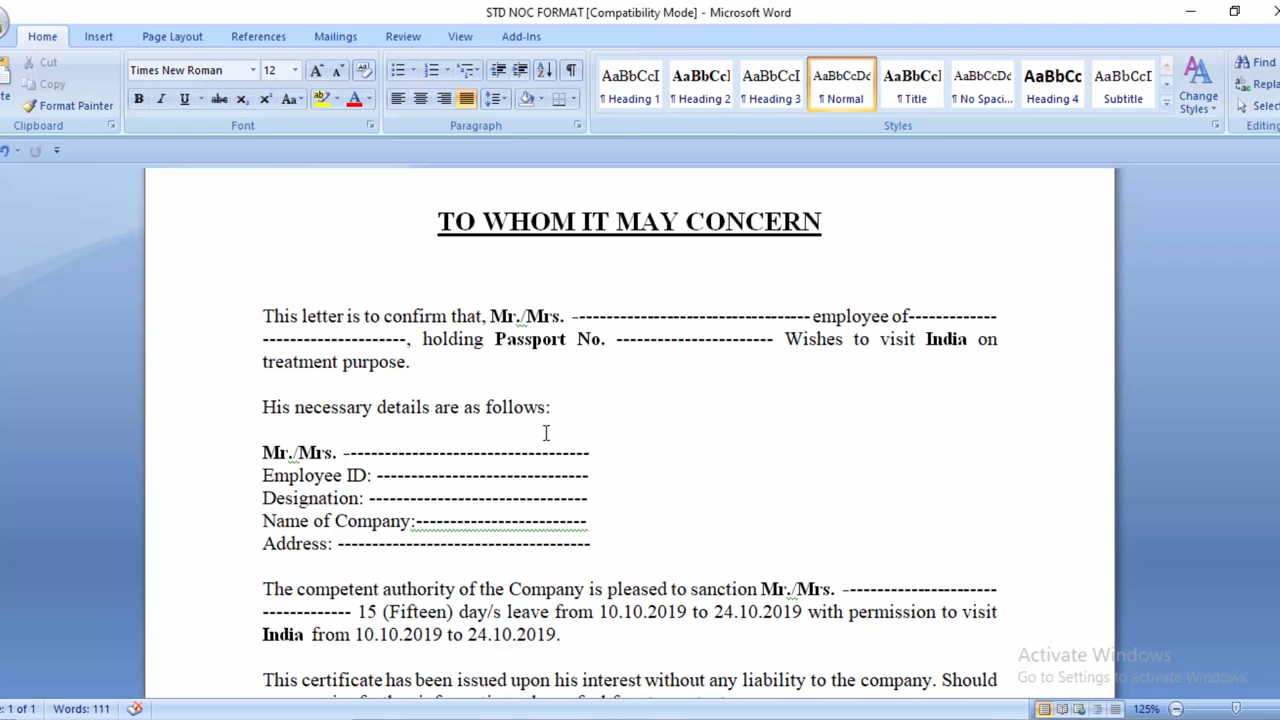 STD NOC FORMAT [Compatibility Mode] - Microsoft Word
Home Insert Page Layout References Mailings Review View Add-Ins
Cut
Copy
Format Painter
Clipboard
Times New Roman 12
B I U abc x₂ x² Aa
Font
Paragraph
AaBbCcI AaBbCc] AaBbCcI AaBbCcDc AaBbCc] AaBbCcDc AaBbCc AaBbCcI
¶ Heading 1 ¶ Heading 2 ¶ Heading 3 ¶ Normal ¶ Title ¶ No Spaci... Heading 4 Subtitle
Change
Styles
Styles
Find
Repla
Select
Editing
TO WHOM IT MAY CONCERN
This letter is to confirm that, Mr./Mrs. ----------------------------------- employee of-------------
---------------------, holding Passport No. ----------------------- Wishes to visit India on
treatment purpose.
His necessary details are as follows:
Mr./Mrs. ------------------------------------
Employee ID: -------------------------------
Designation: --------------------------------
Name of Company:-------------------------
Address: -------------------------------------
The competent authority of the Company is pleased to sanction Mr./Mrs. ----------------------
------------- 15 (Fifteen) day/s leave from 10.10.2019 to 24.10.2019 with permission to visit
India from 10.10.2019 to 24.10.2019.
This certificate has been issued upon his interest without any liability to the company. Should
Activate Windows
Go to Settings to activate Windows.
: 1 of 1 Words: 111 125%